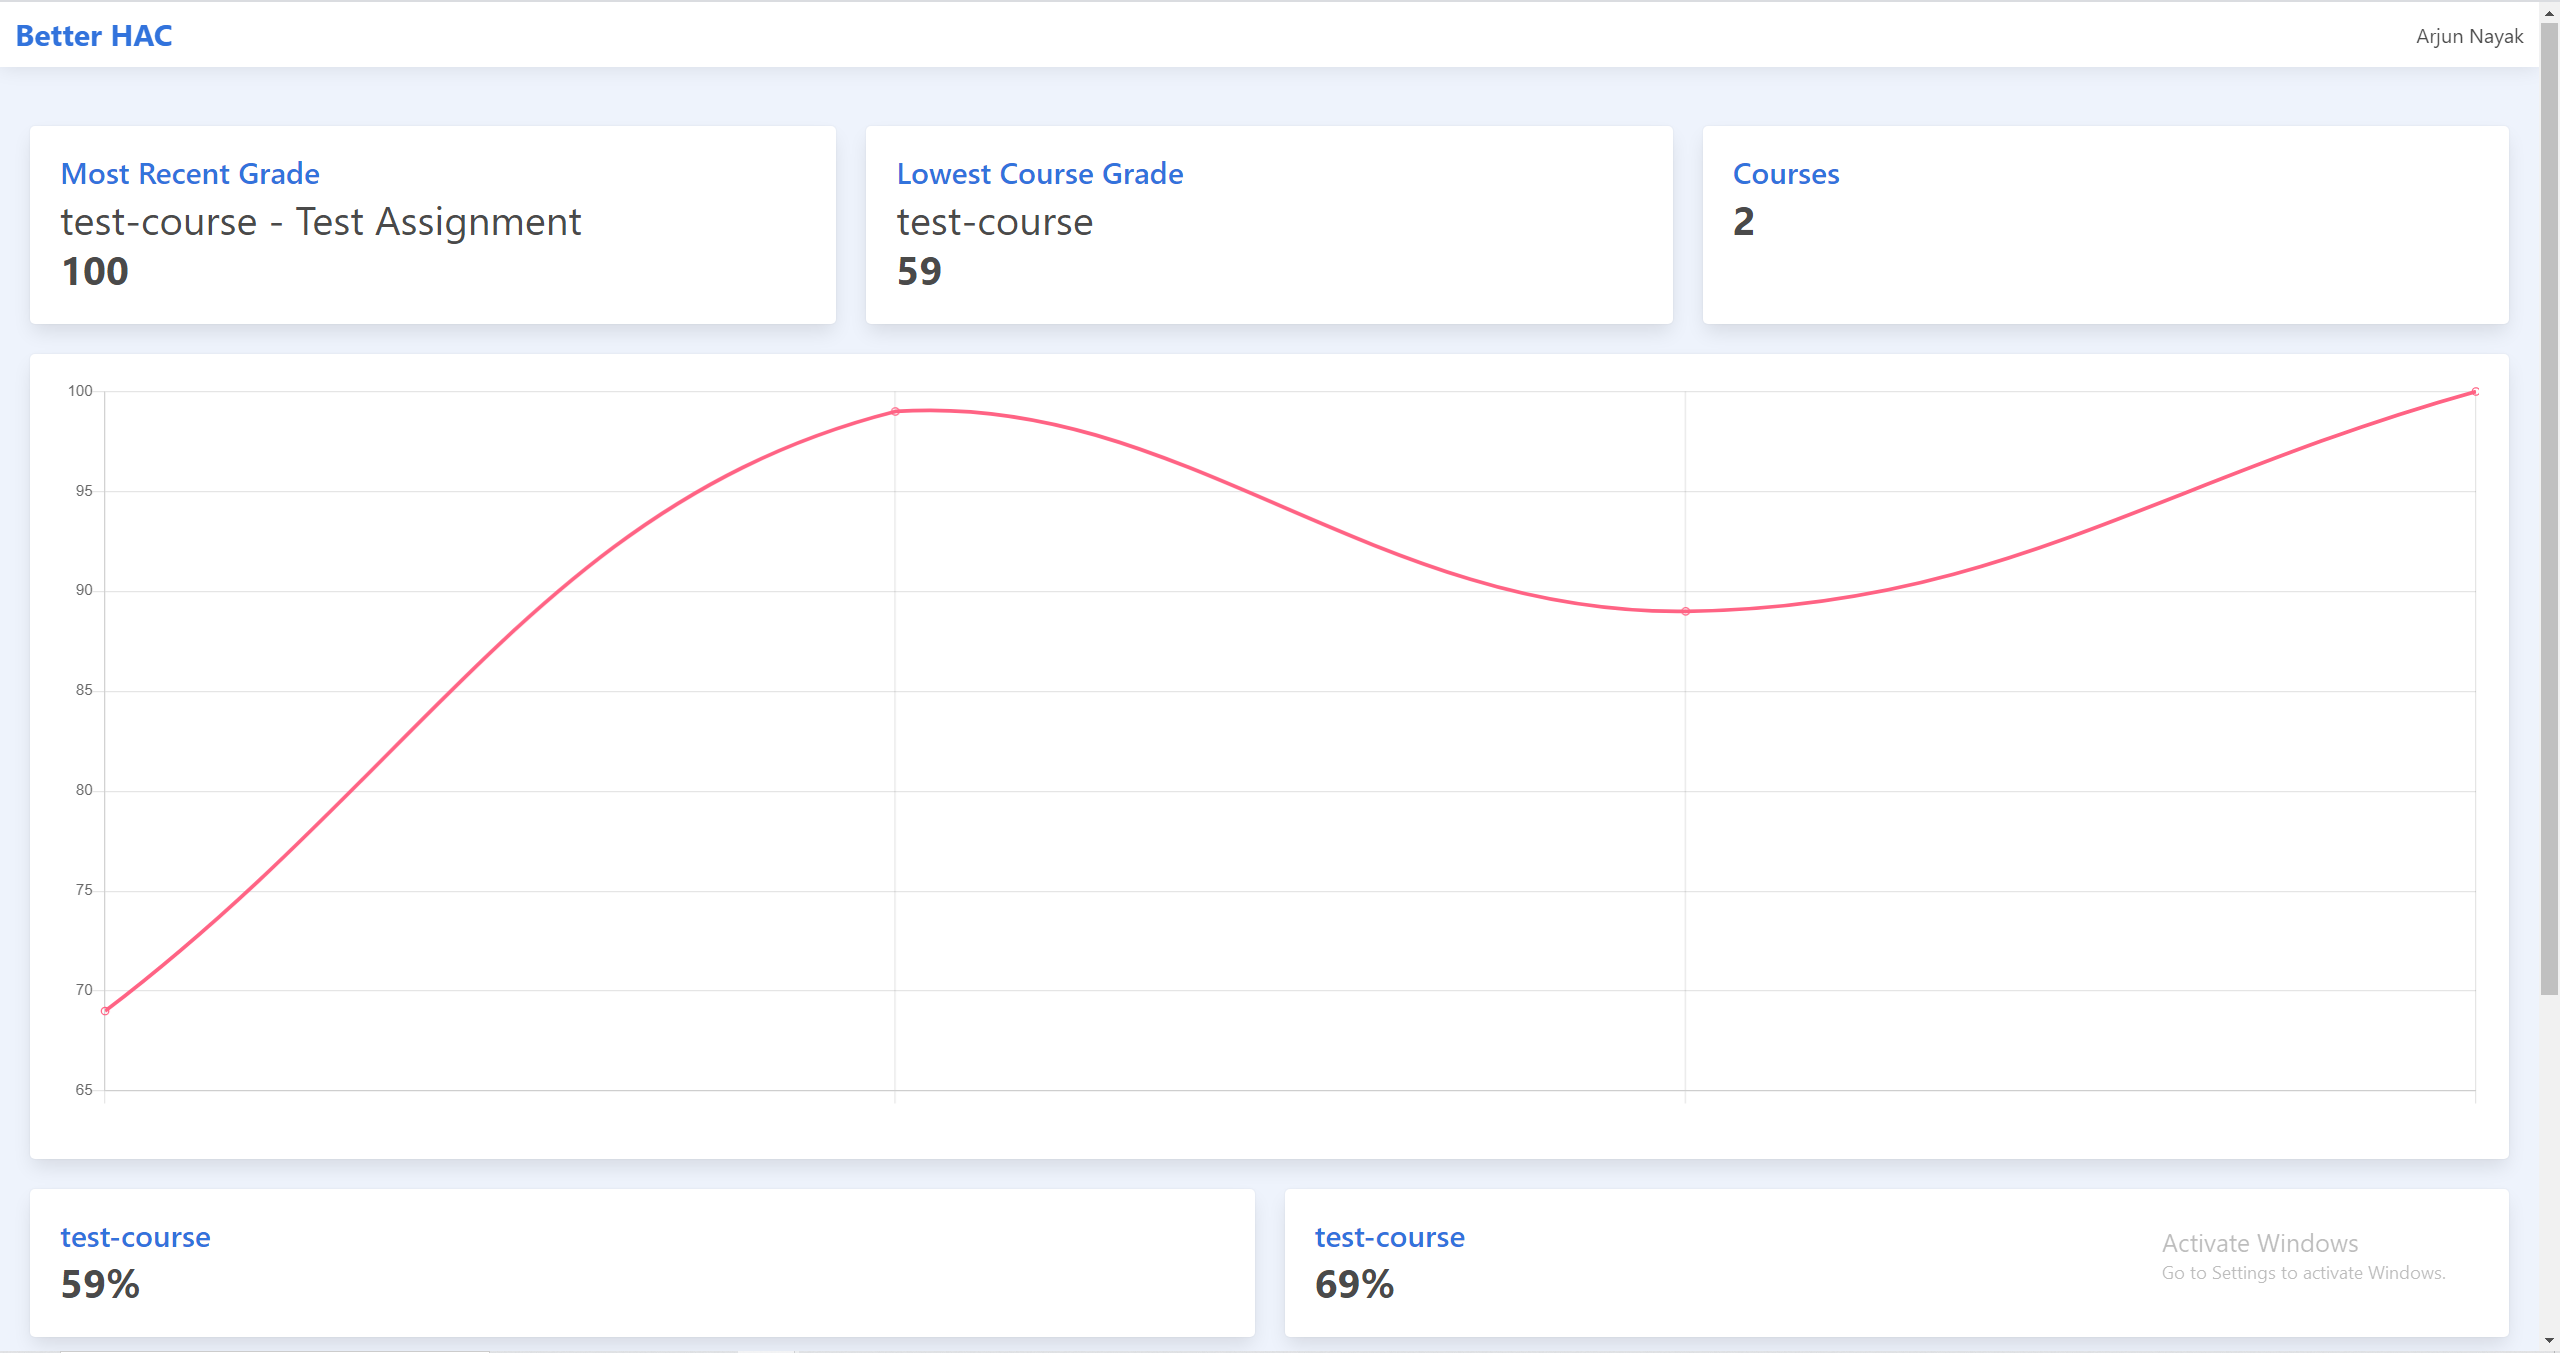 Better HAC
Arjun Nayak
Most Recent Grade
test-course - Test Assignment
100
Lowest Course Grade
test-course
59
Courses
2
100
95
90
85
80
75
70
65
test-course
59%
test-course
69%
Activate Windows
Go to Settings to activate Windows.